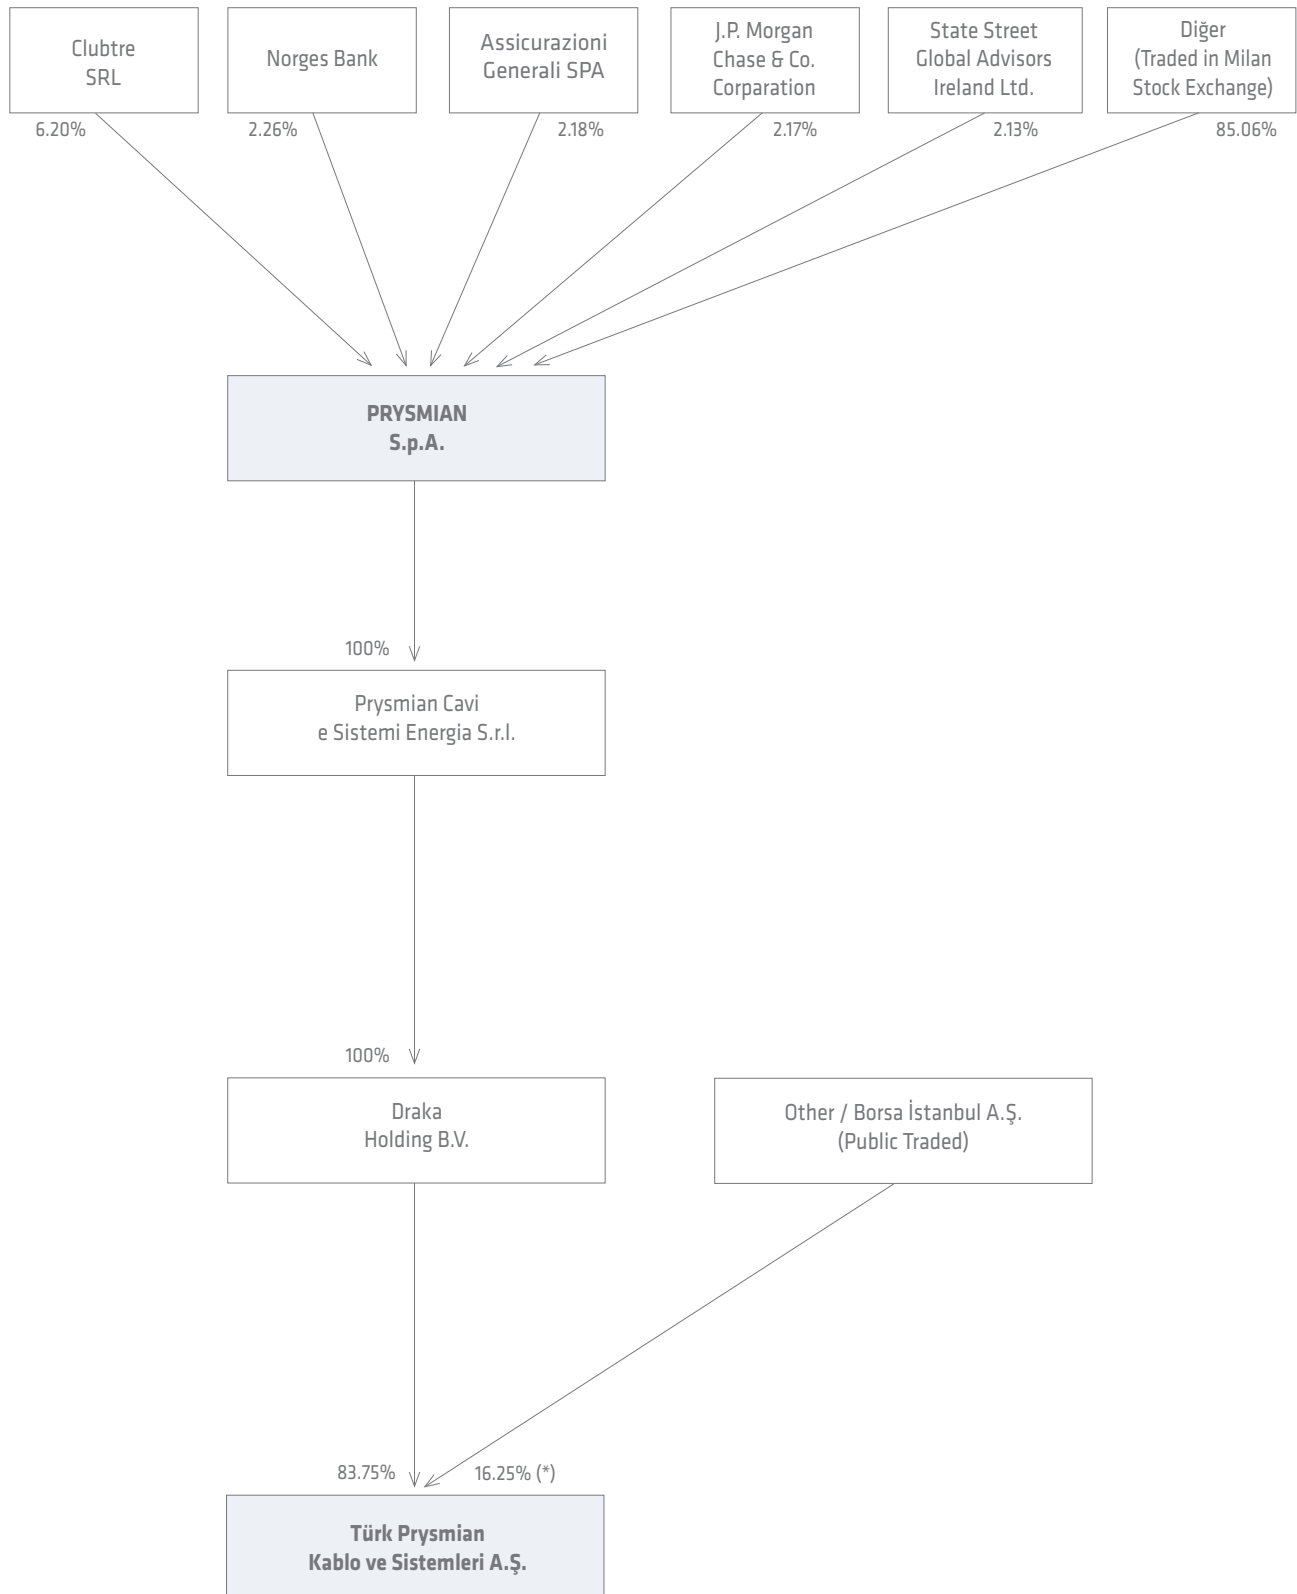 Clubtre
SRL
Norges Bank
Assicurazioni
Generali SPA
J.P. Morgan
Chase & Co.
Corparation
State Street
Global Advisors
Ireland Ltd.
Diğer
(Traded in Milan
Stock Exchange)
6.20%
2.26%
2.18%
2.17%
2.13%
85.06%
PRYSMIAN
S.p.A.
100%
Prysmian Cavi
e Sistemi Energia S.r.l.
100%
Draka
Holding B.V.
Other / Borsa İstanbul A.Ş.
(Public Traded)
83.75%
16.25% (*)
Türk Prysmian
Kablo ve Sistemleri A.Ş.